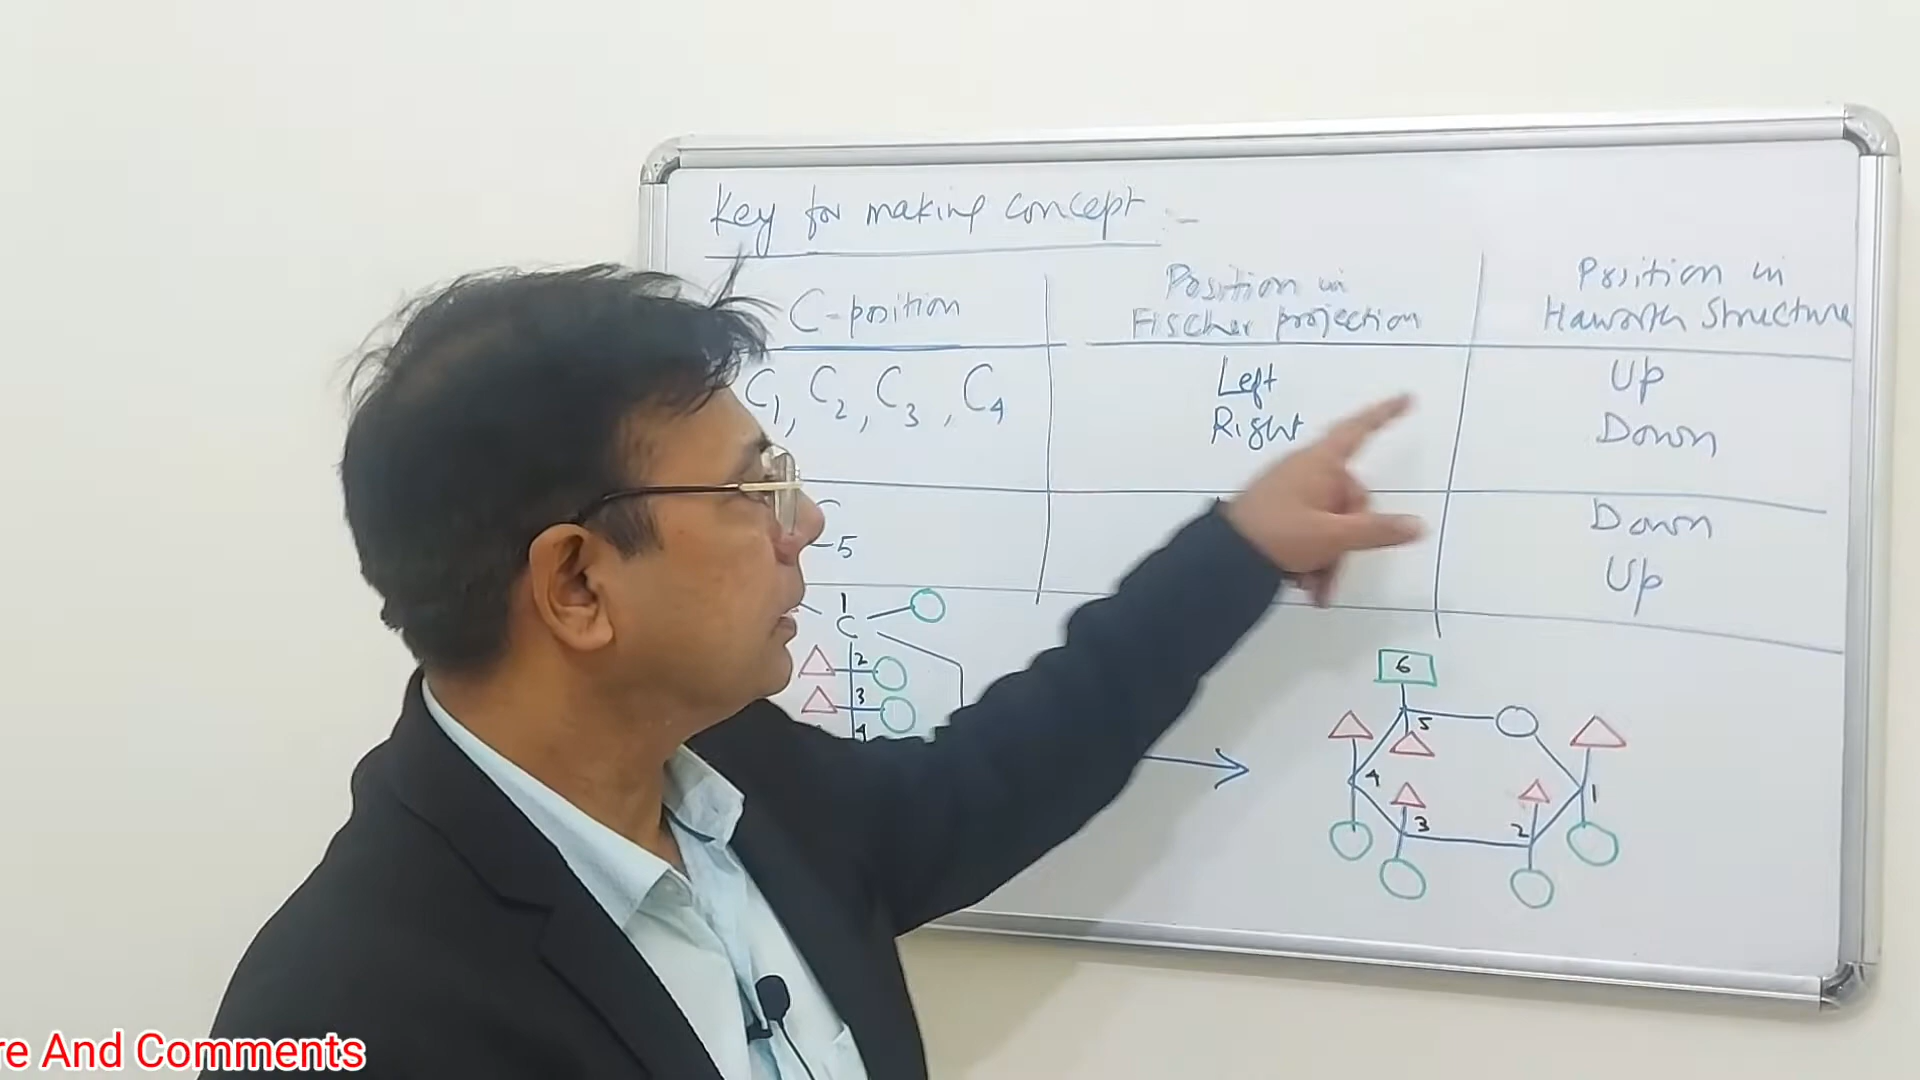 Key for making concept :-
C-position
Position in
Fischer projection
Position in
Haworth Structure
C1, C2, C3, C4
Left
Right
Up
Down
5
Down
Up
1
C
2
3
4
6
5
4
3
2
1
re And Comments